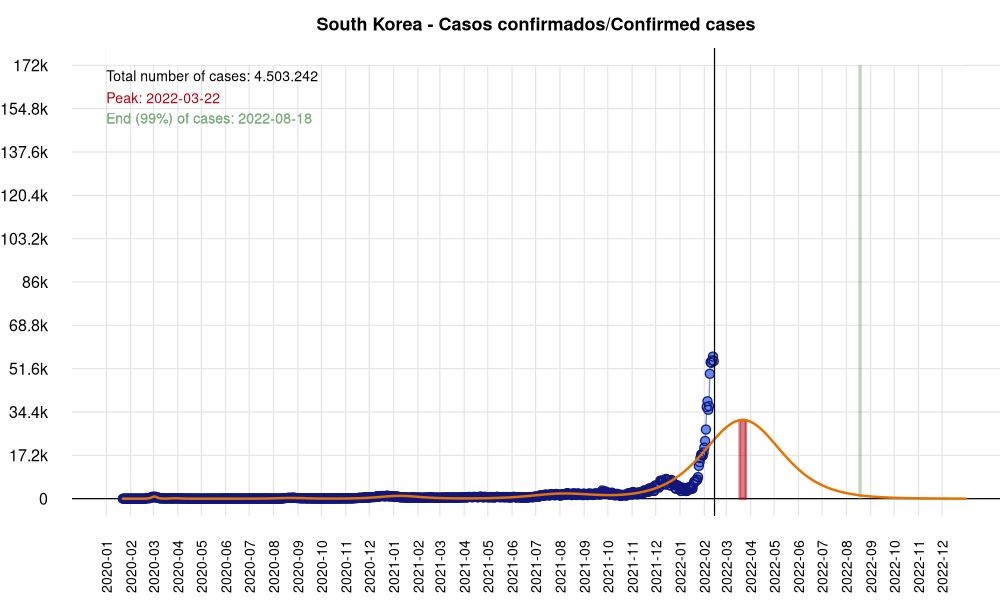 South Korea - Casos confirmados/Confirmed cases
Total number of cases: 4.503.242
Peak: 2022-03-22
End (99%) of cases: 2022-08-18
172k
154.8k
137.6k
120.4k
103.2k
86k
68.8k
51.6k
34.4k
17.2k
0
2020-01
2020-02
2020-03
2020-04
2020-05
2020-06
2020-07
2020-08
2020-09
2020-10
2020-11
2020-12
2021-01
2021-02
2021-03
2021-04
2021-05
2021-06
2021-07
2021-08
2021-09
2021-10
2021-11
2021-12
2022-01
2022-02
2022-03
2022-04
2022-05
2022-06
2022-07
2022-08
2022-09
2022-10
2022-11
2022-12